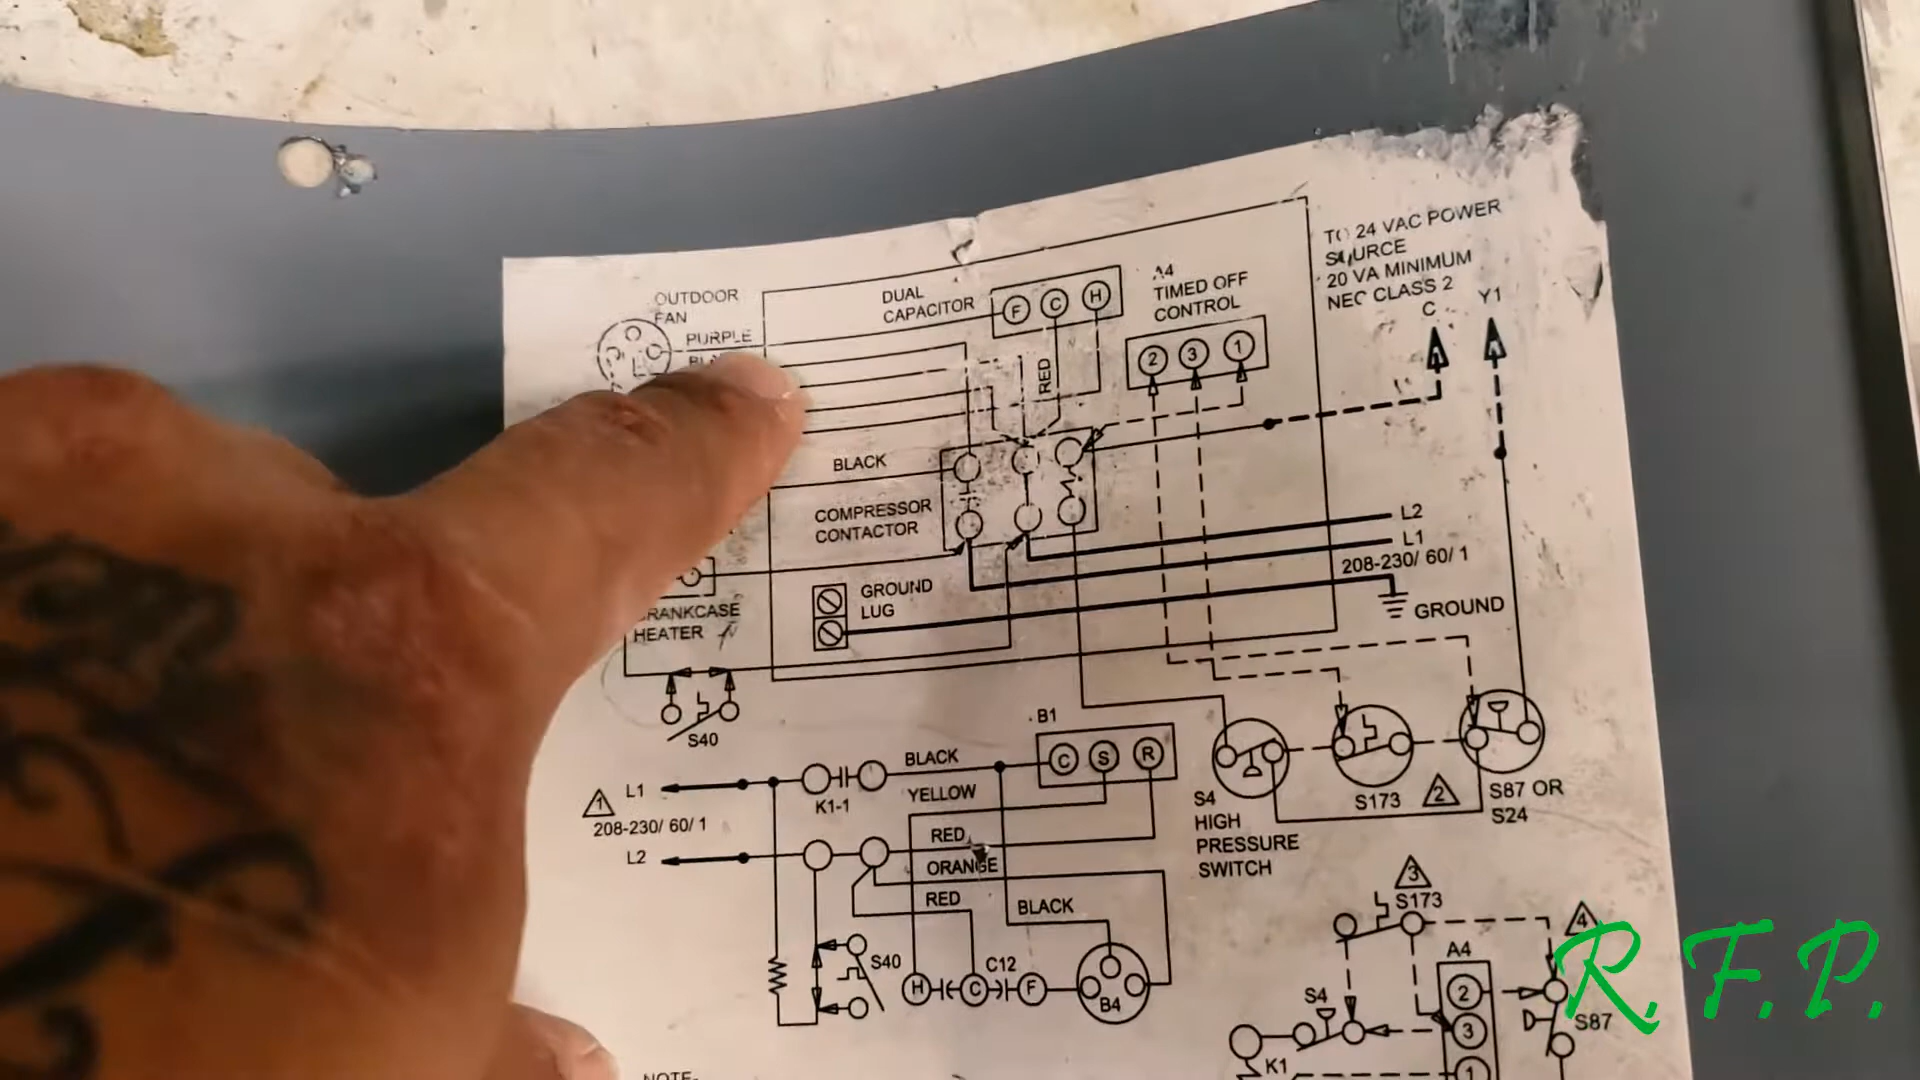 OUTDOOR
FAN
PURPLE
DUAL
CAPACITOR
F C H
A4
TIMED OFF
CONTROL
2 3 1
TO 24 VAC POWER
SOURCE
20 VA MINIMUM
NEC CLASS 2
C
Y1
RED
BLACK
COMPRESSOR
CONTACTOR
L2
L1
208-230/ 60/ 1
GROUND
LUG
GROUND
CRANKCASE
HEATER
S40
B1
C S R
L1
K1-1
BLACK
YELLOW
1
208-230/ 60/ 1
L2
RED
ORANGE
RED
BLACK
S4
HIGH
PRESSURE
SWITCH
S173
2
S87 OR
S24
S40
C12
H C F
B4
3
S173
4
A4
2
S4
3
S87
K1
1
NOTE-
R.F.P.